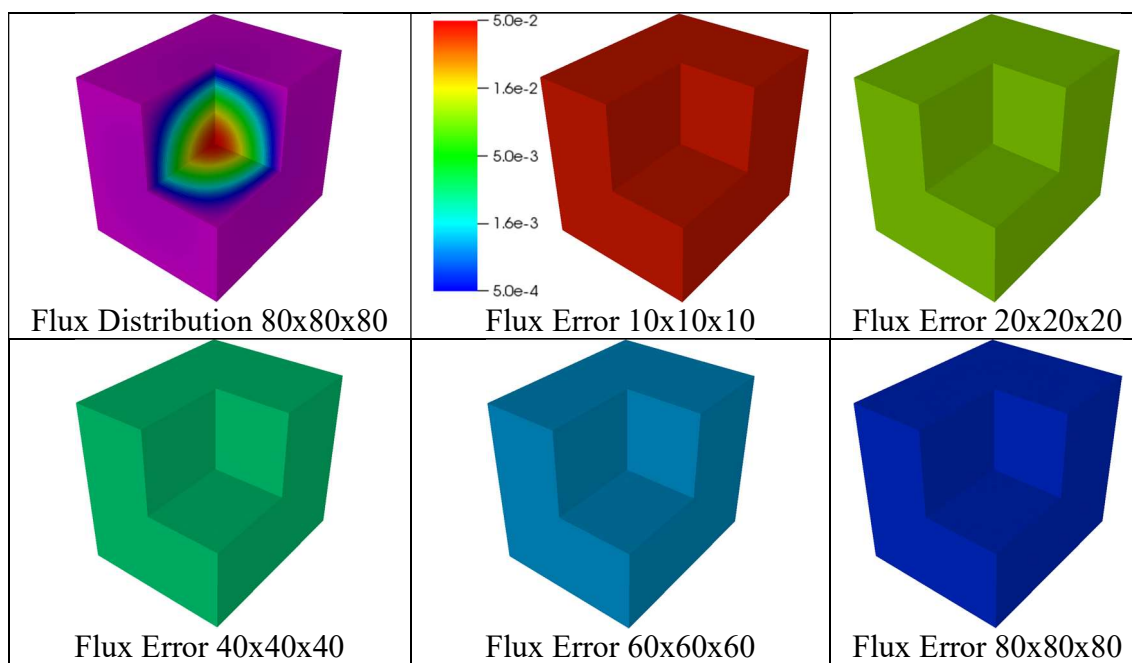 5.0e-2
1.6e-2
5.0e-3
1.6e-3
5.0e-4
Flux Distribution 80x80x80
Flux Error 10x10x10
Flux Error 20x20x20
Flux Error 40x40x40
Flux Error 60x60x60
Flux Error 80x80x80